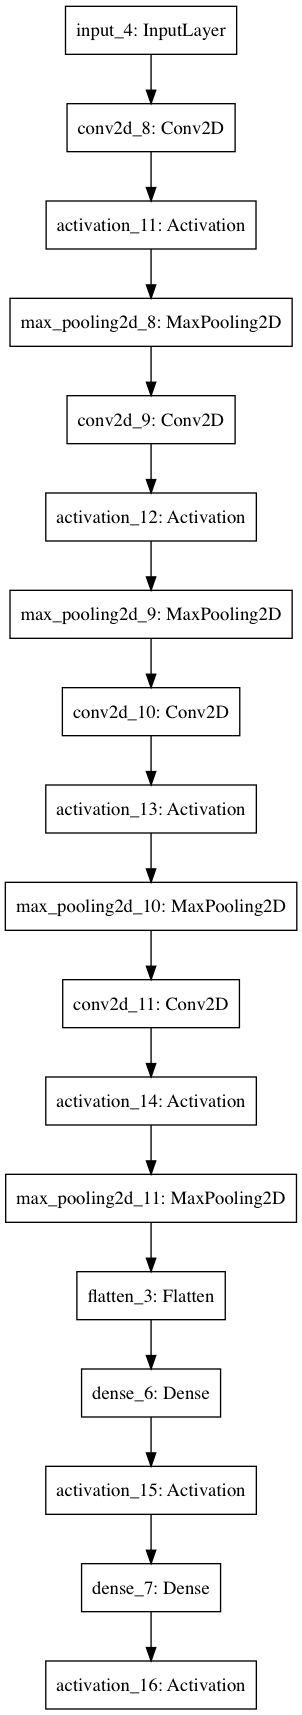 input_4: InputLayer
conv2d_8: Conv2D
activation_11: Activation
max_pooling2d_8: MaxPooling2D
conv2d_9: Conv2D
activation_12: Activation
max_pooling2d_9: MaxPooling2D
conv2d_10: Conv2D
activation_13: Activation
max_pooling2d_10: MaxPooling2D
conv2d_11: Conv2D
activation_14: Activation
max_pooling2d_11: MaxPooling2D
flatten_3: Flatten
dense_6: Dense
activation_15: Activation
dense_7: Dense
activation_16: Activation